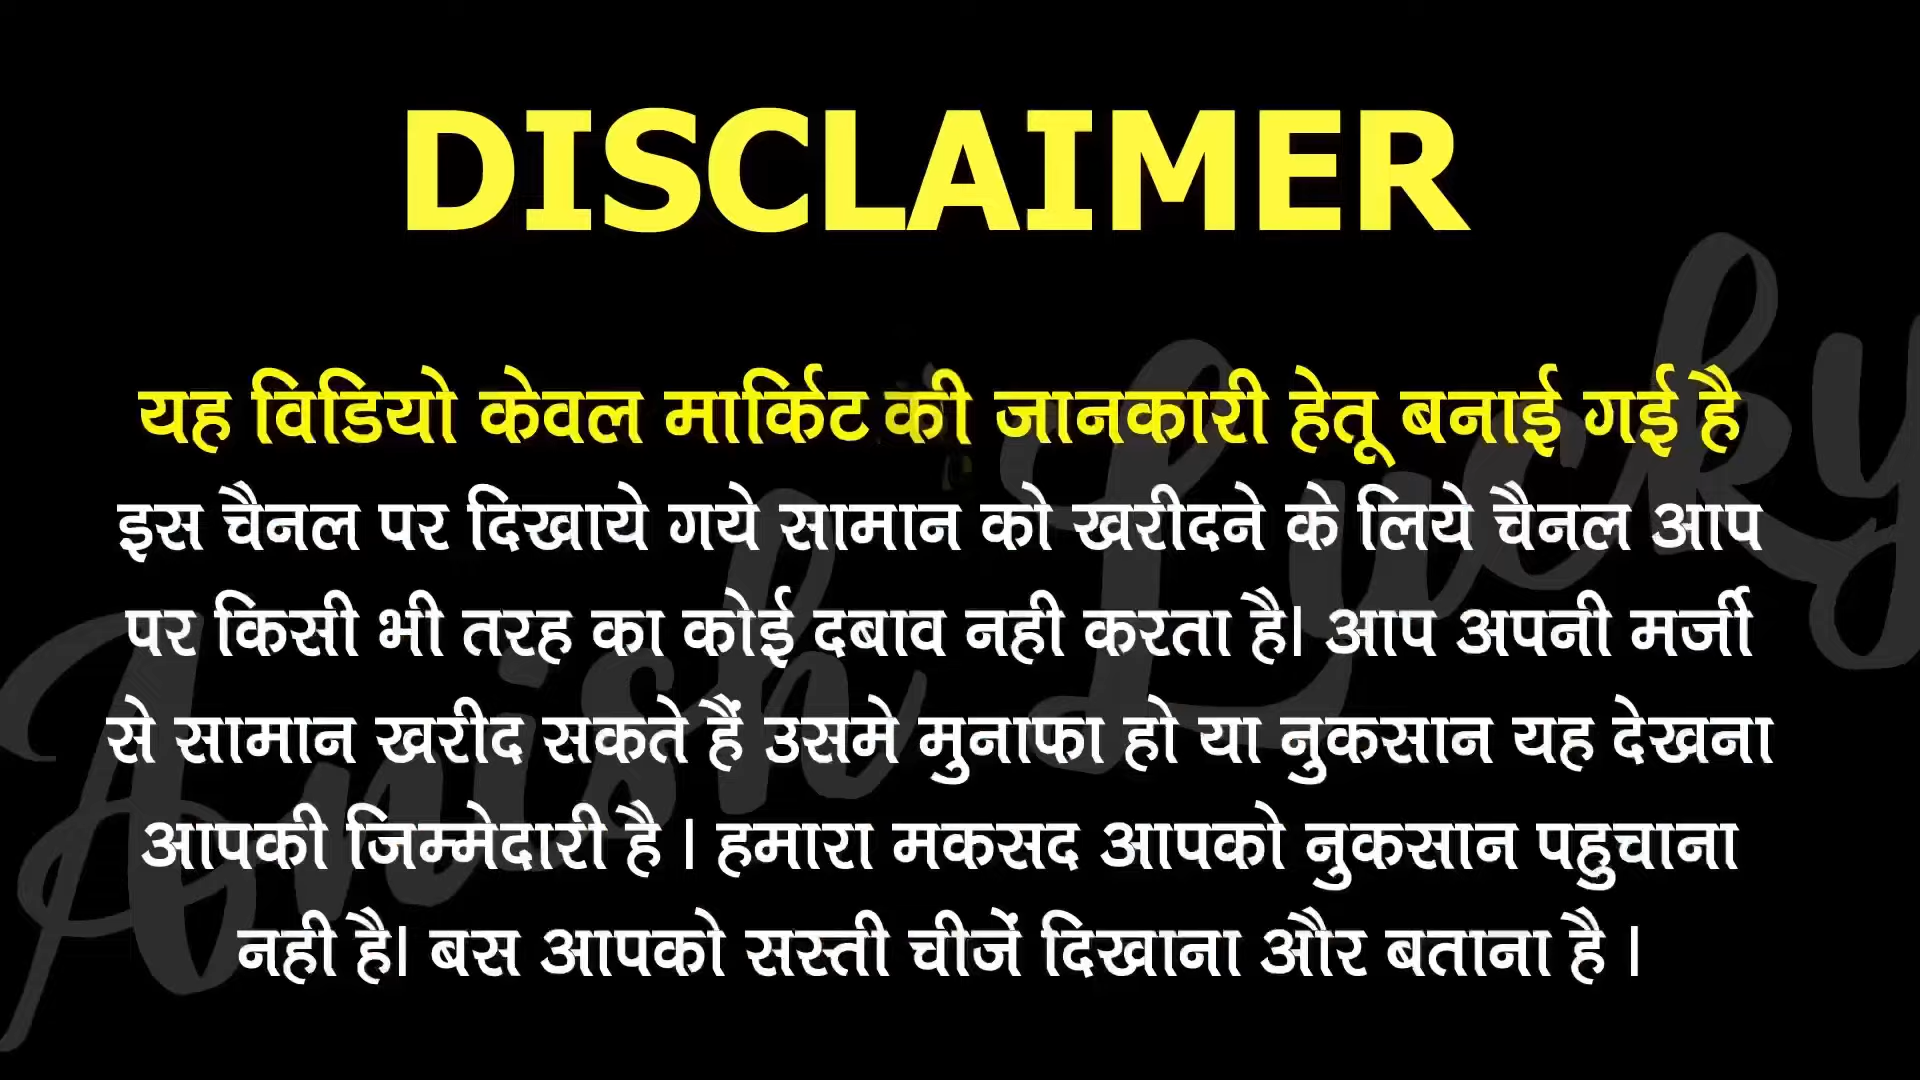 DISCLAIMER
यह विडियो केवल मार्किट की जानकारी हेतू बनाई गई है
इस चैनल पर दिखाये गये सामान को खरीदने के लिये चैनल आप
पर किसी भी तरह का कोई दबाव नही करता है। आप अपनी मर्जी
से सामान खरीद सकते हैं उसमे मुनाफा हो या नुकसान यह देखना
आपकी जिम्मेदारी है । हमारा मकसद आपको नुकसान पहुचाना
नही है। बस आपको सस्ती चीजें दिखाना और बताना है ।
Anish Lucky